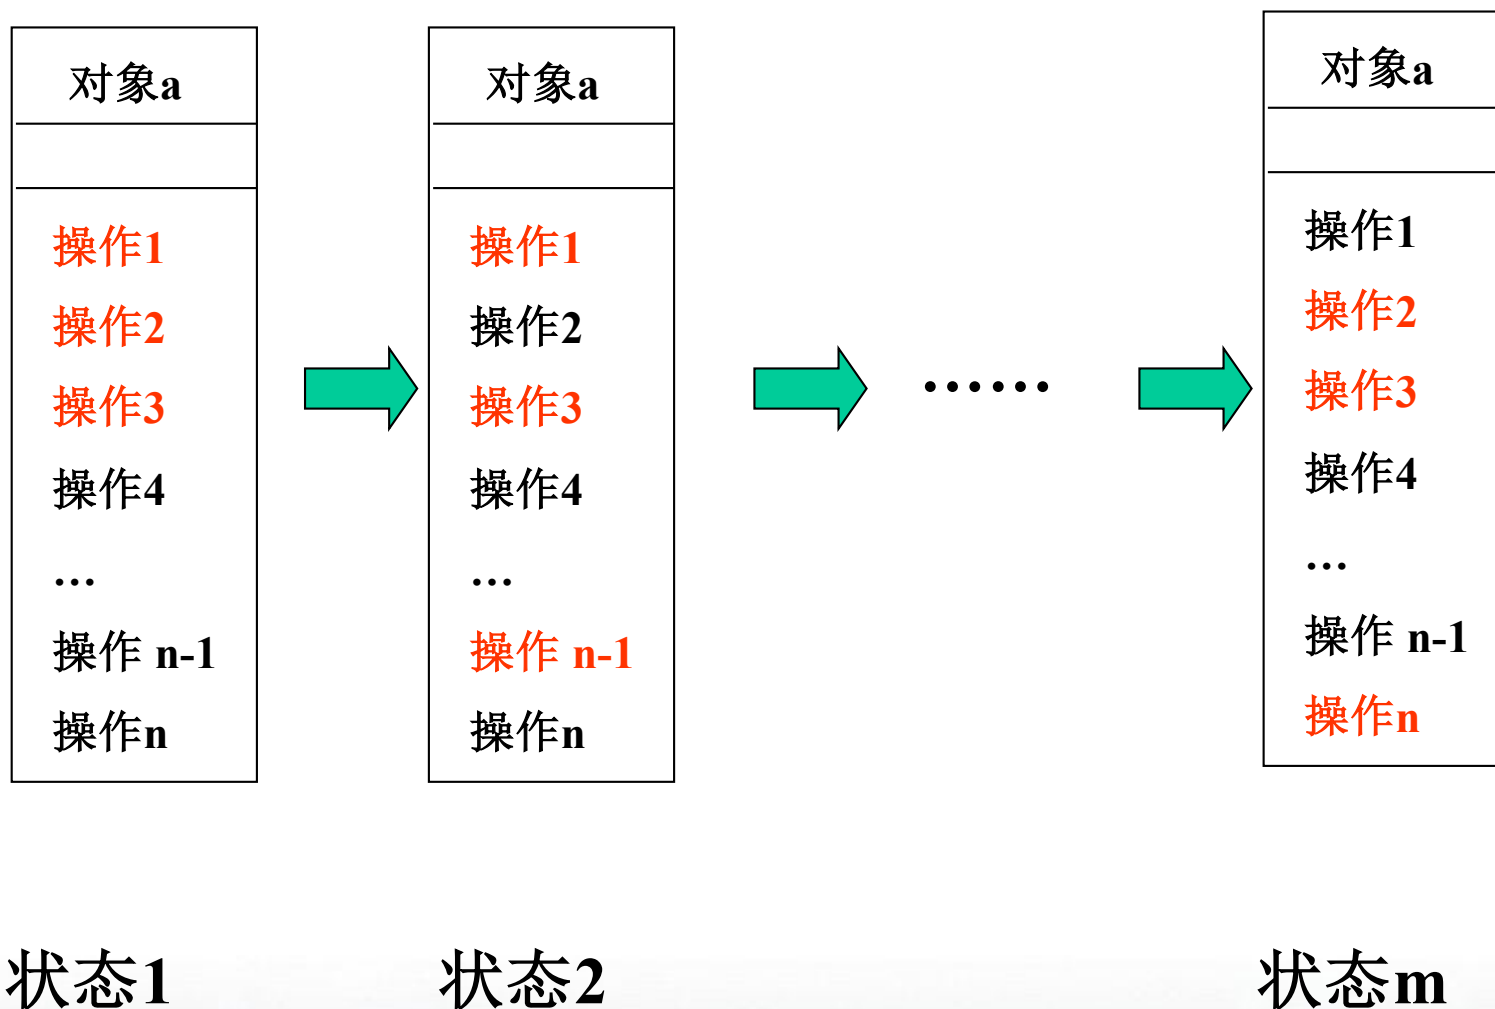 对象a
操作1
操作2
操作3
操作4
...
操作 n-1
操作n
状态1
对象a
操作1
操作2
操作3
操作4
...
操作 n-1
操作n
状态2
......
对象a
操作1
操作2
操作3
操作4
...
操作 n-1
操作n
状态m